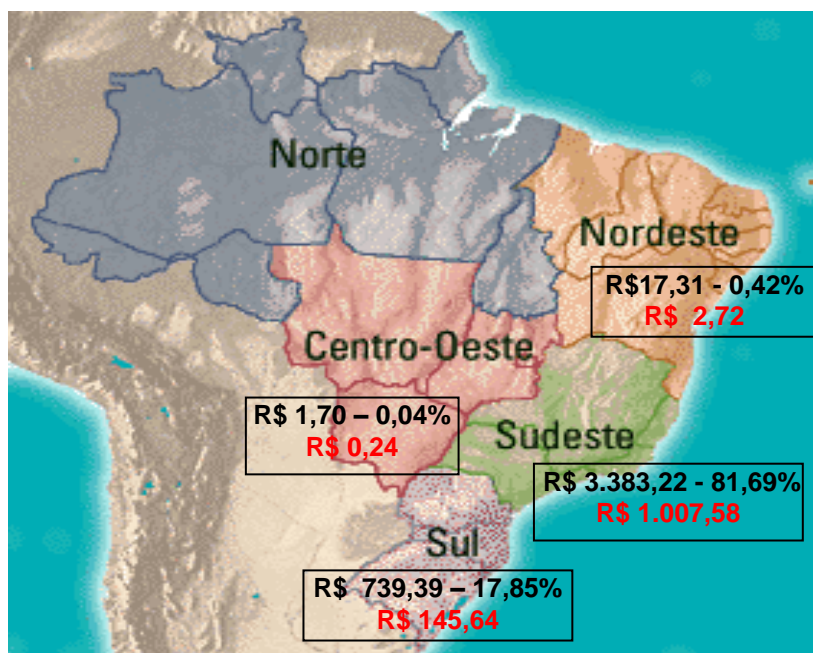 Norte
Nordeste
R$17,31 - 0,42%
R$ 2,72
Centro-Oeste
R$ 1,70 – 0,04%
R$ 0,24
Sudeste
R$ 3.383,22 - 81,69%
R$ 1.007,58
Sul
R$ 739,39 – 17,85%
R$ 145,64